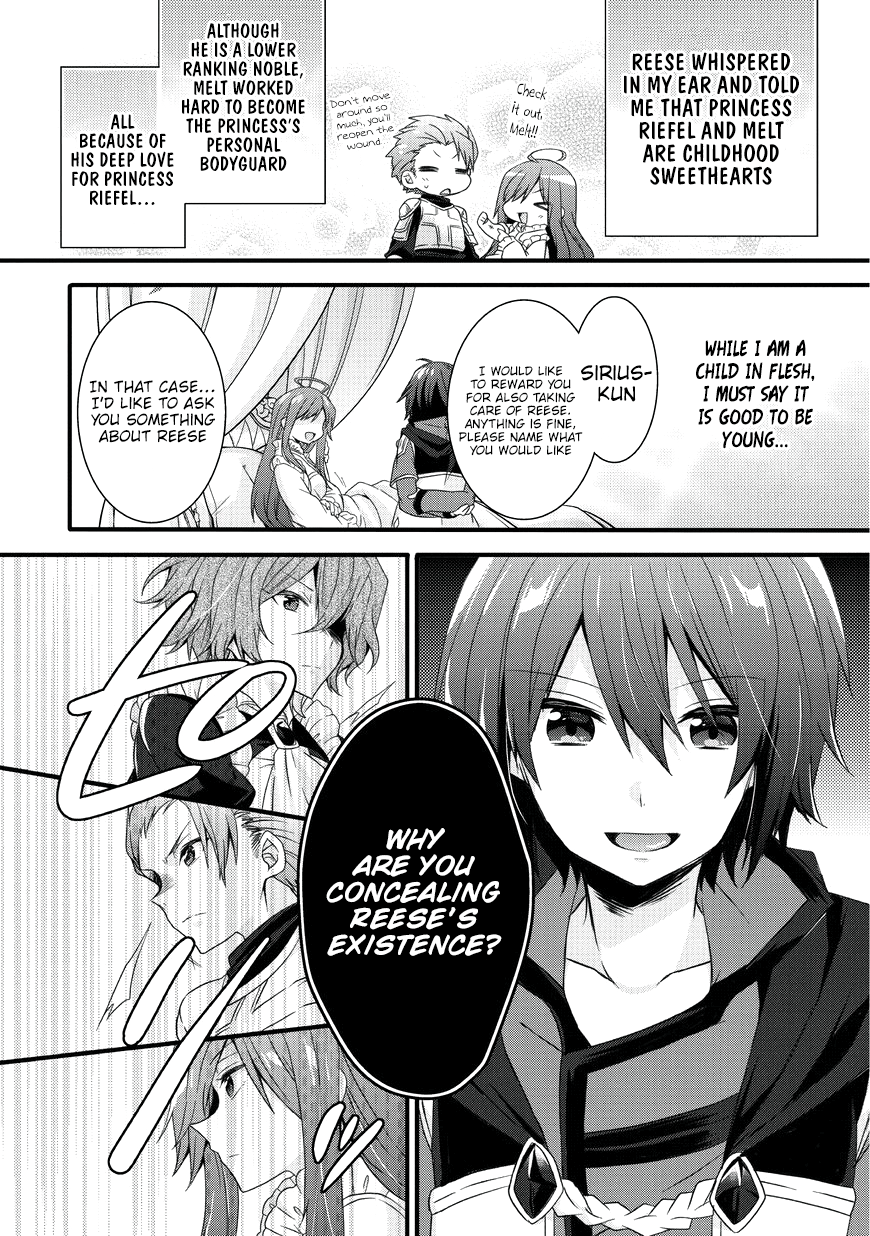 REESE WHISPERED
IN MY EAR AND TOLD
ME THAT PRINCESS
RIEFEL AND MELT
ARE CHILDHOOD
SWEETHEARTS
Check
it out,
Melt!!
Don't move
around so
much, you'll
reopen the
wound
ALTHOUGH
HE IS A LOWER
RANKING NOBLE,
MELT WORKED
HARD TO BECOME
THE PRINCESS'S
PERSONAL
BODYGUARD
ALL
BECAUSE OF
HIS DEEP LOVE
FOR PRINCESS
RIEFEL...
WHILE I AM A
CHILD IN FLESH,
I MUST SAY IT
IS GOOD TO BE
YOUNG...
SIRIUS-
KUN
I WOULD LIKE
TO REWARD YOU
FOR ALSO TAKING
CARE OF REESE.
ANYTHING IS FINE,
PLEASE NAME WHAT
YOU WOULD LIKE
IN THAT CASE...
I'D LIKE TO ASK
YOU SOMETHING
ABOUT REESE
WHY
ARE YOU
CONCEALING
REESE'S
EXISTENCE?
ピリッ